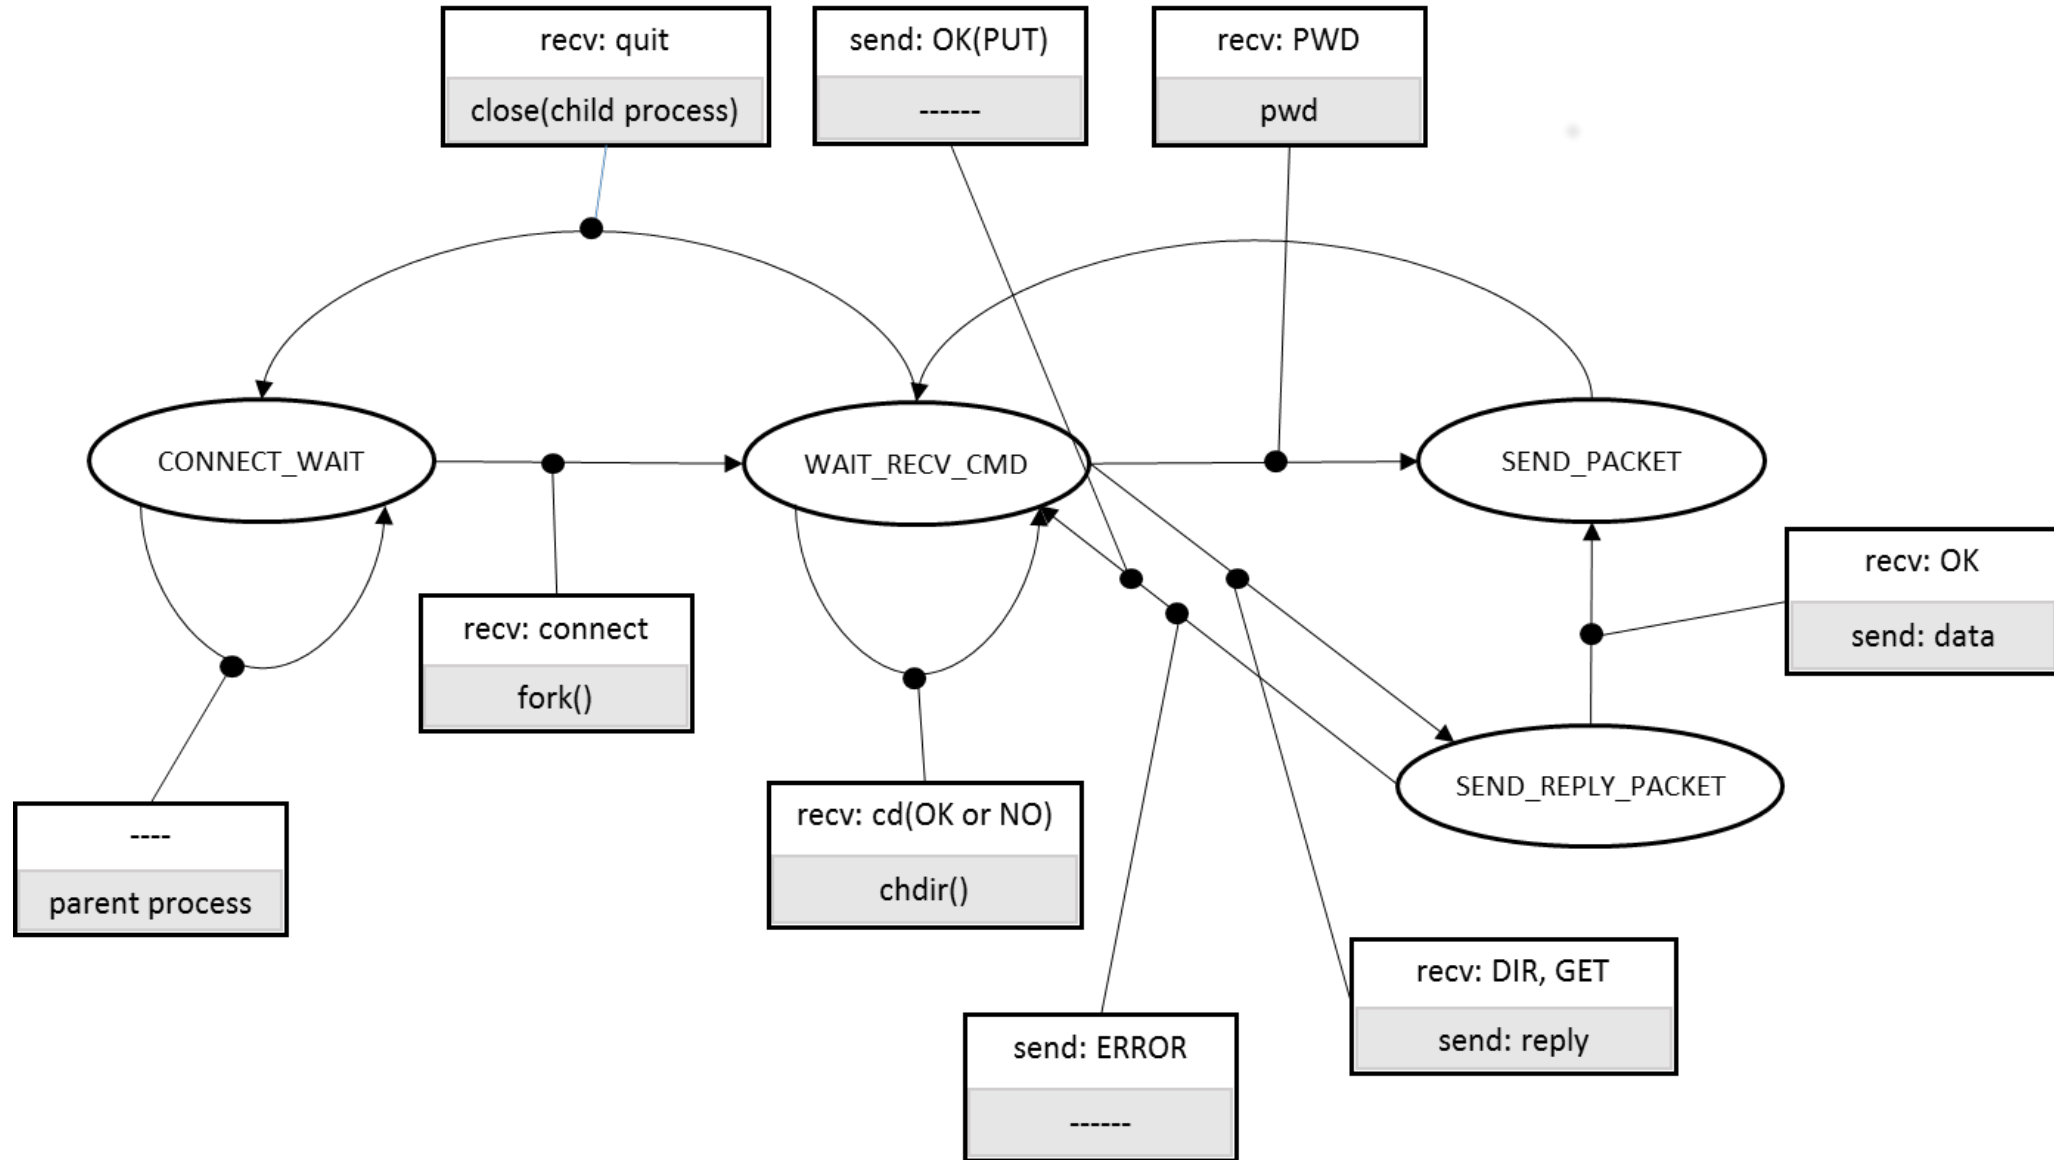 recv: quit
close(child process)
send: OK(PUT)
------
recv: PWD
pwd
CONNECT_WAIT
WAIT_RECV_CMD
SEND_PACKET
recv: OK
send: data
recv: connect
fork()
SEND_REPLY_PACKET
----
parent process
recv: cd(OK or NO)
chdir()
recv: DIR, GET
send: reply
send: ERROR
------